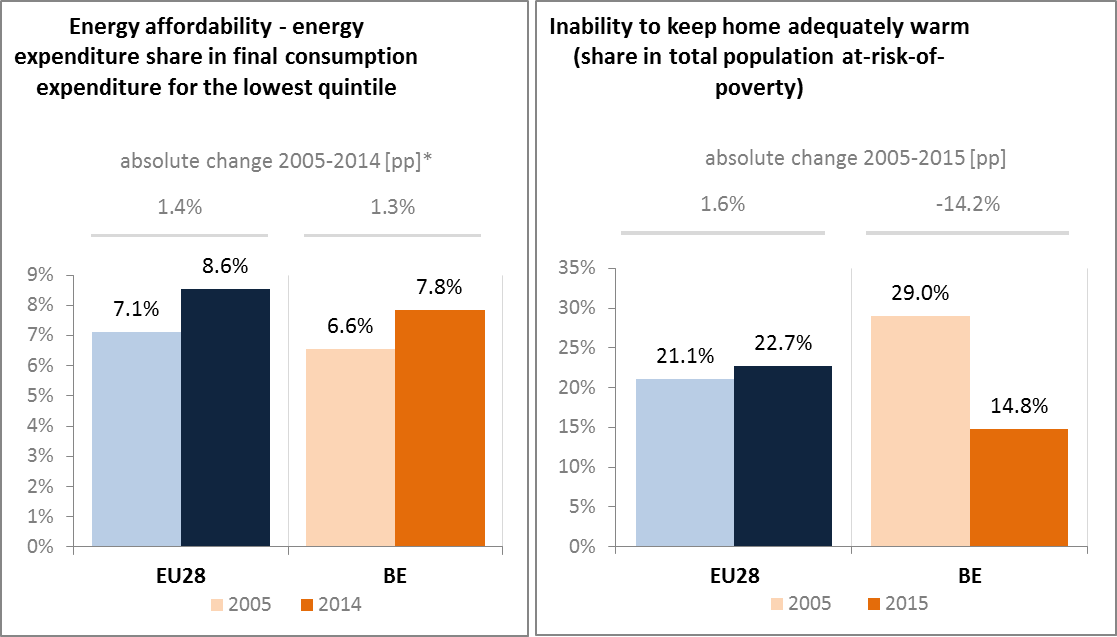 Energy affordability - energy
expenditure share in final consumption
expenditure for the lowest quintile
absolute change 2005-2014 [pp]*
1.4% 1.3%
9%
8%
7%
6%
5%
4%
3%
2%
1%
0%
7.1% 8.6% 6.6% 7.8%
EU28 BE
2005 2014
Inability to keep home adequately warm
(share in total population at-risk-of-
poverty)
absolute change 2005-2015 [pp]
1.6% -14.2%
35%
30%
25%
20%
15%
10%
5%
0%
21.1% 22.7% 29.0% 14.8%
EU28 BE
2005 2015